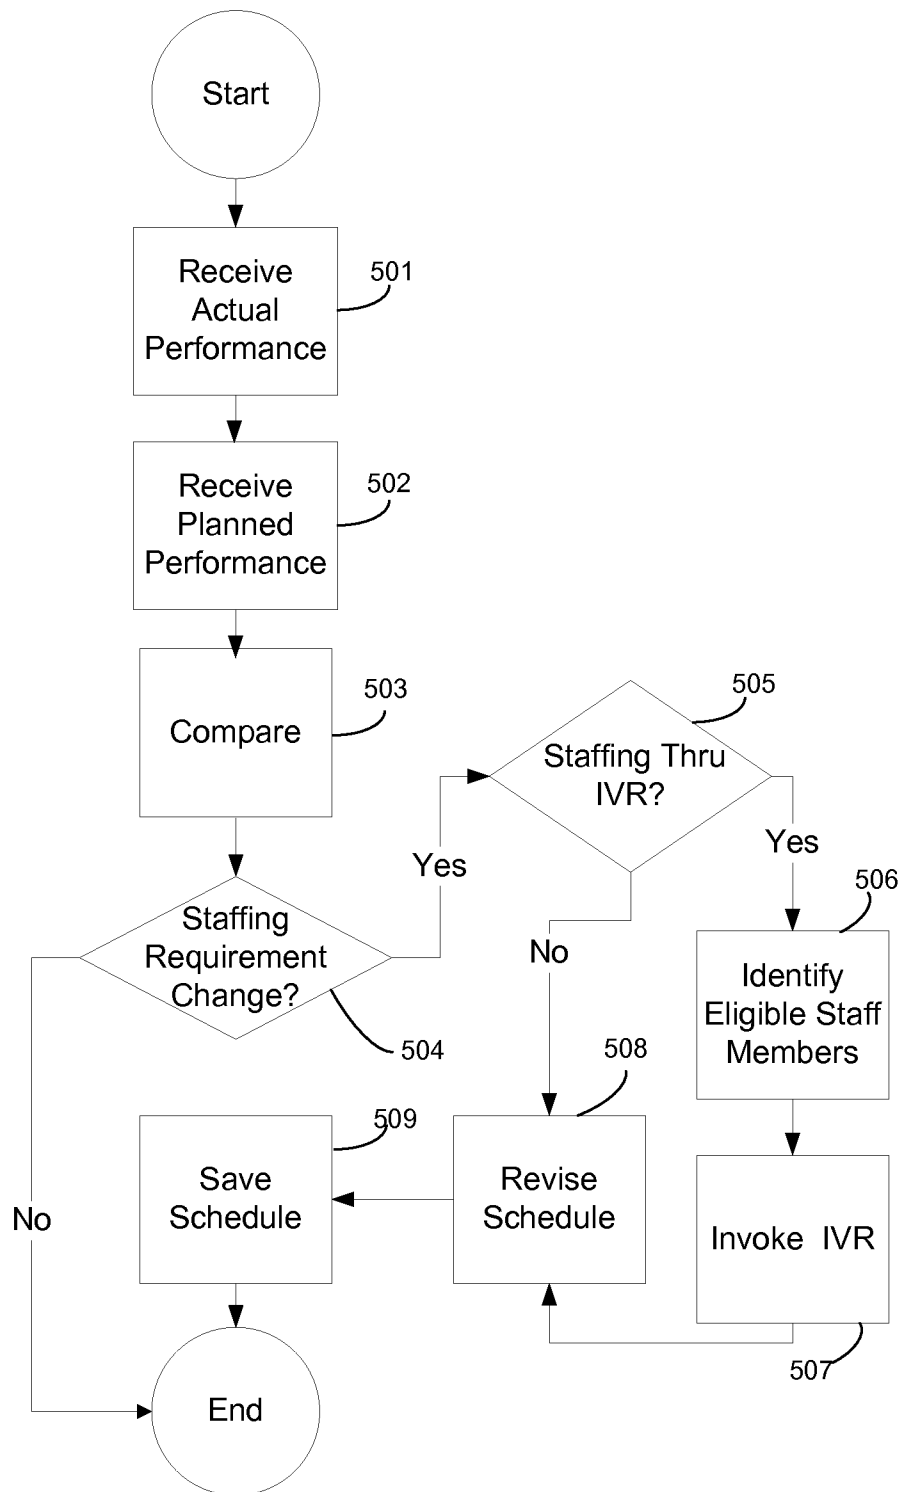 Start
Receive
Actual
Performance
501
Receive
Planned
Performance
502
Compare
503
Staffing
Requirement
Change?
504
Yes
No
Staffing Thru
IVR?
505
Yes
No
Identify
Eligible Staff
Members
506
Invoke IVR
507
Revise
Schedule
508
Save
Schedule
509
End